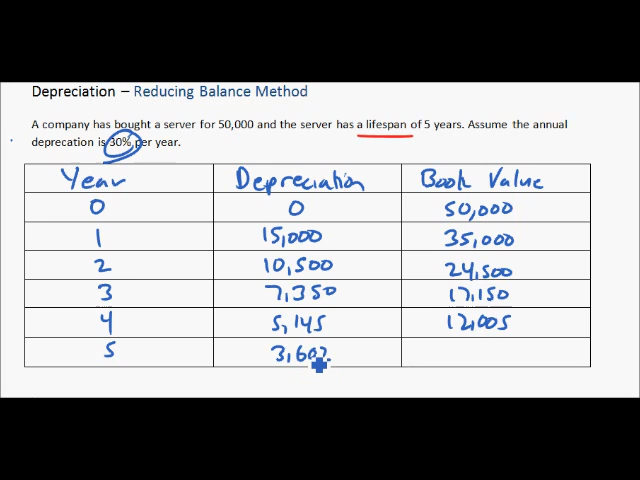 Depreciation – Reducing Balance Method
A company has bought a server for 50,000 and the server has a lifespan of 5 years. Assume the annual
deprecation is 30% per year.
Year Depreciation Book Value
0 0 50,000
1 15,000 35,000
2 10,500 24,500
3 7,350 17,150
4 5,145 12,005
5